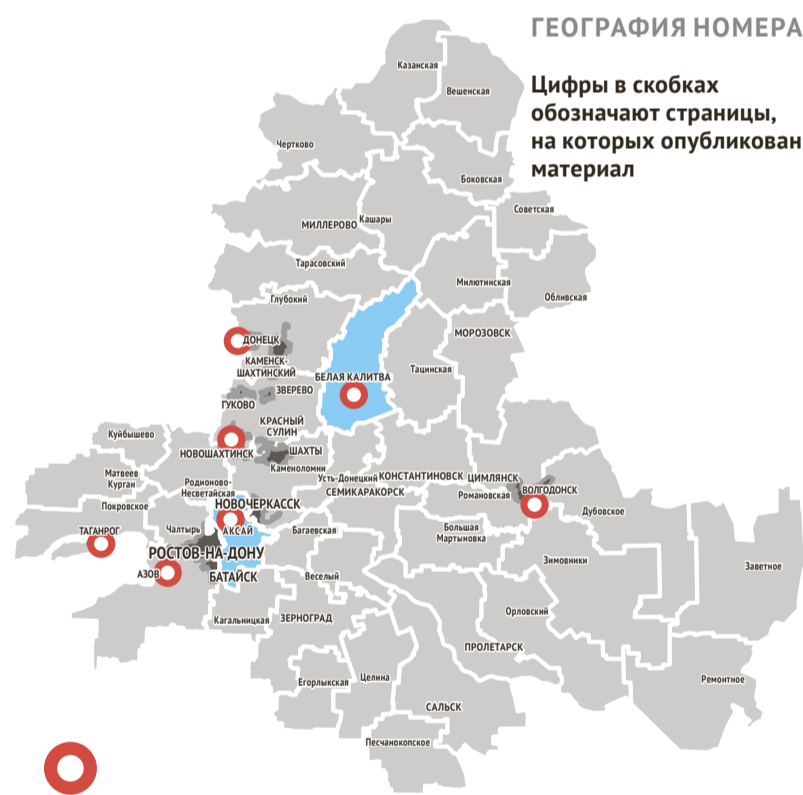 ГЕОГРАФИЯ НОМЕРА
Цифры в скобках
обозначают страницы,
на которых опубликован
материал
Казанская
Вешенская
Чертково
Боковская
Советская
МИЛЛЕРОВО
Кашары
Тарасовский
Милютинская
Обливская
Глубокий
МОРОЗОВСК
ДОНЕЦК
КАМЕНСК-
ШАХТИНСКИЙ
Тацинская
БЕЛАЯ КАЛИТВА
ЗВЕРЕВО
ГУКОВО
КРАСНЫЙ
СУЛИН
Куйбышево
НОВОШАХТИНСК
ШАХТЫ
Каменоломни
Матвеев
Курган
Родионово-
Несветайская
Усть-Донецкий
КОНСТАНТИНОВСК
ЦИМЛЯНСК
СЕМИКАРАКОРСК
Романовская
ВОЛГОДОНСК
Покровское
НОВОЧЕРКАССК
Дубовское
ТАГАНРОГ
Чалтырь
АКСАЙ
Багаевская
Большая
Мартыновка
РОСТОВ-НА-ДОНУ
Зимовники
Заветное
АЗОВ
БАТАЙСК
Веселый
Кагальницкая
ЗЕРНОГРАД
Орловский
ПРОЛЕТАРСК
Егорлыкская
Целина
Ремонтное
САЛЬСК
Песчанокопское